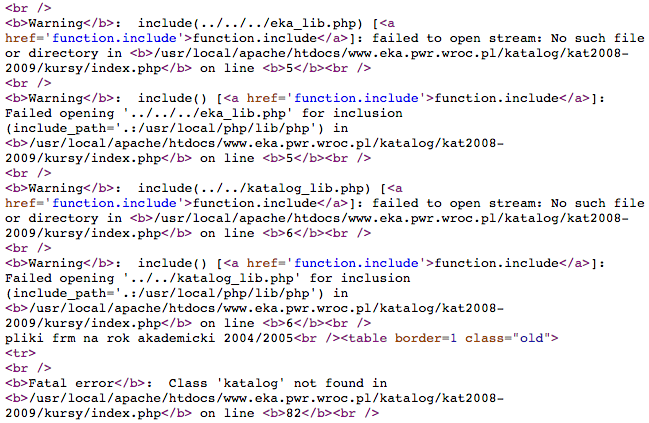 <br />
<b>Warning</b>:  include(../../../eka_lib.php) [<a
href='function.include'>function.include</a>]: failed to open stream: No such file
or directory in <b>/usr/local/apache/htdocs/www.eka.pwr.wroc.pl/katalog/kat2008-
2009/kursy/index.php</b> on line <b>5</b><br />
<br />
<b>Warning</b>:  include() [<a href='function.include'>function.include</a>]:
Failed opening '../../../eka_lib.php' for inclusion
(include_path='.:/usr/local/php/lib/php') in
<b>/usr/local/apache/htdocs/www.eka.pwr.wroc.pl/katalog/kat2008-
2009/kursy/index.php</b> on line <b>5</b><br />
<br />
<b>Warning</b>:  include(../../katalog_lib.php) [<a
href='function.include'>function.include</a>]: failed to open stream: No such file
or directory in <b>/usr/local/apache/htdocs/www.eka.pwr.wroc.pl/katalog/kat2008-
2009/kursy/index.php</b> on line <b>6</b><br />
<br />
<b>Warning</b>:  include() [<a href='function.include'>function.include</a>]:
Failed opening '../../katalog_lib.php' for inclusion
(include_path='.:/usr/local/php/lib/php') in
<b>/usr/local/apache/htdocs/www.eka.pwr.wroc.pl/katalog/kat2008-
2009/kursy/index.php</b> on line <b>6</b><br />
pliki frm na rok akademicki 2004/2005<br /><table border=1 class="old">
<tr>
<br />
<b>Fatal error</b>:  Class 'katalog' not found in
<b>/usr/local/apache/htdocs/www.eka.pwr.wroc.pl/katalog/kat2008-
2009/kursy/index.php</b> on line <b>82</b><br />